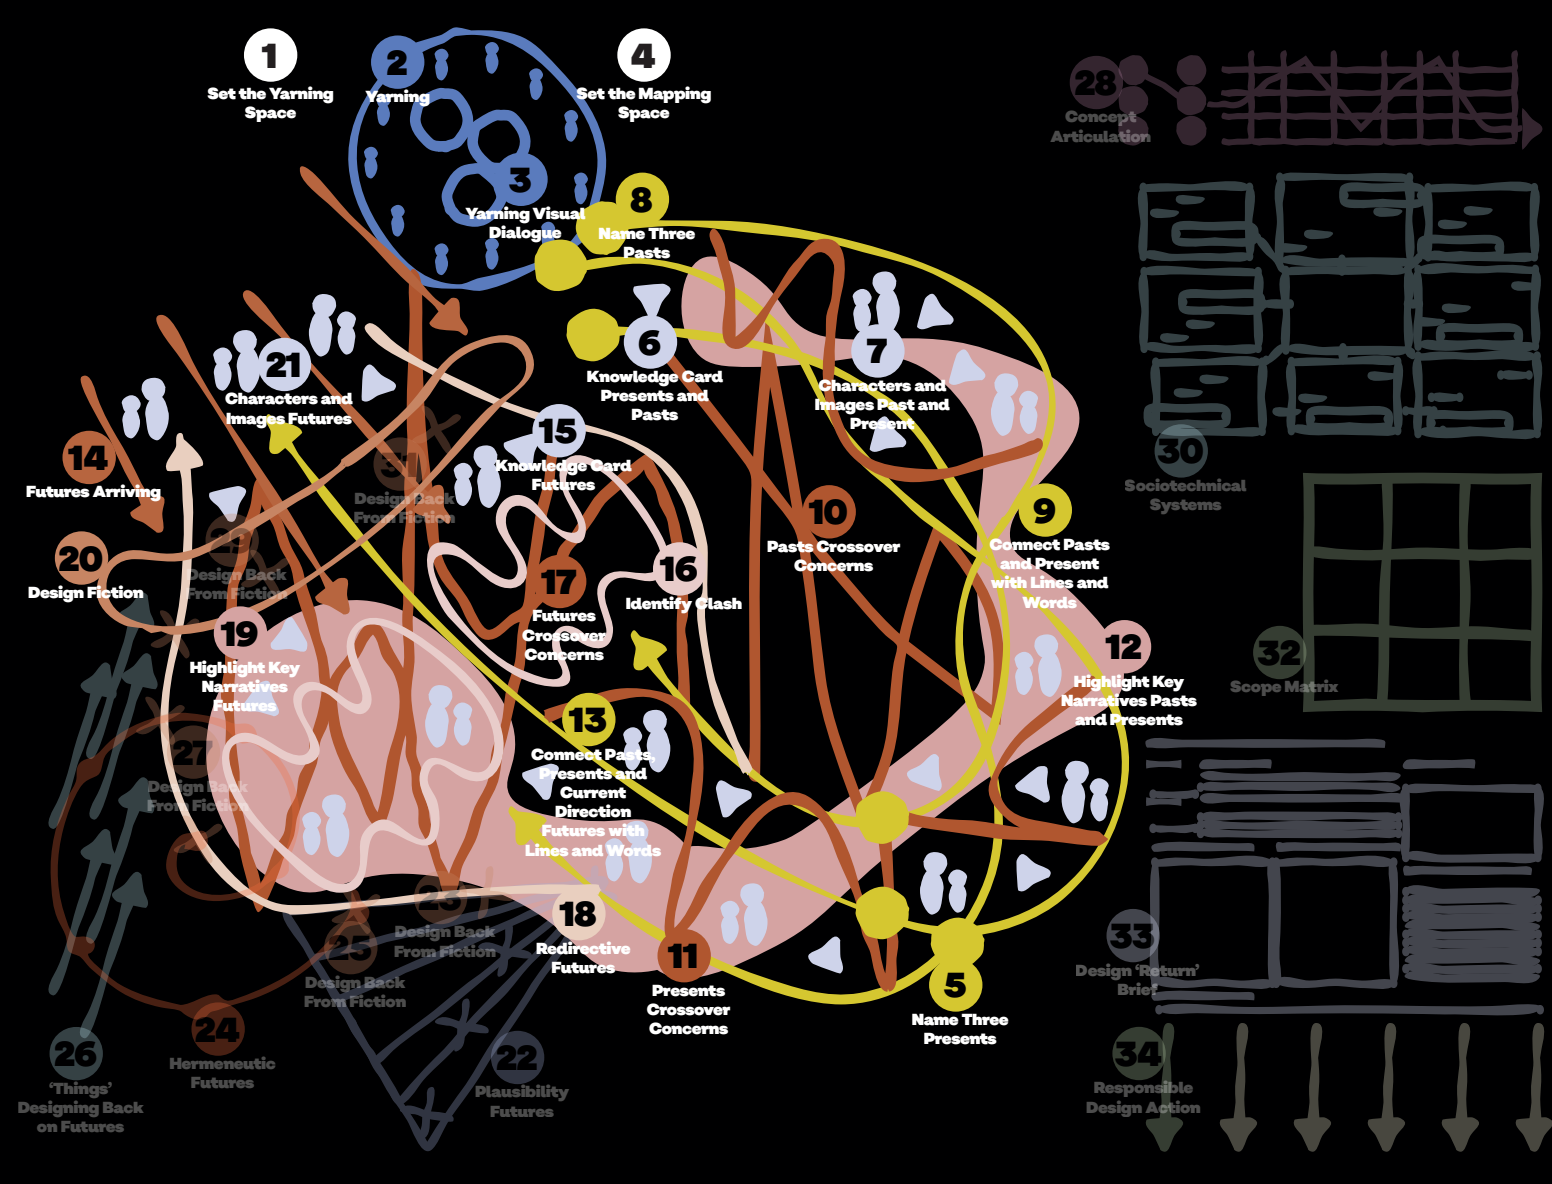 1
Set the Yarning
Space
2
Yarning
3
Yarning Visual
Dialogue
4
Set the Mapping
Space
8
Name Three
Pasts
6
Knowledge Card
Presents and
Pasts
7
Characters and
Images Past and
Present
21
Characters and
Images Futures
14
Futures Arriving
15
Knowledge Card
Futures
31
Design Back
From Fiction
20
Design Fiction
29
Design Back
From Fiction
17
Futures
Crossover
Concerns
16
Identify Clash
10
Pasts Crossover
Concerns
9
Connect Pasts
and Present
with Lines and
Words
19
Highlight Key
Narratives
Futures
12
Highlight Key
Narratives Pasts
and Presents
13
Connect Pasts,
Presents and
Current
Direction
Futures with
Lines and Words
27
Design Back
From Fiction
23
Design Back
From Fiction
25
Design Back
From Fiction
18
Redirective
Futures
11
Presents
Crossover
Concerns
5
Name Three
Presents
24
Hermeneutic
Futures
26
‘Things’
Designing Back
on Futures
22
Plausibility
Futures
28
Concept
Articulation
30
Sociotechnical
Systems
32
Scope Matrix
33
Design ‘Return’
Brief
34
Responsible
Design Action